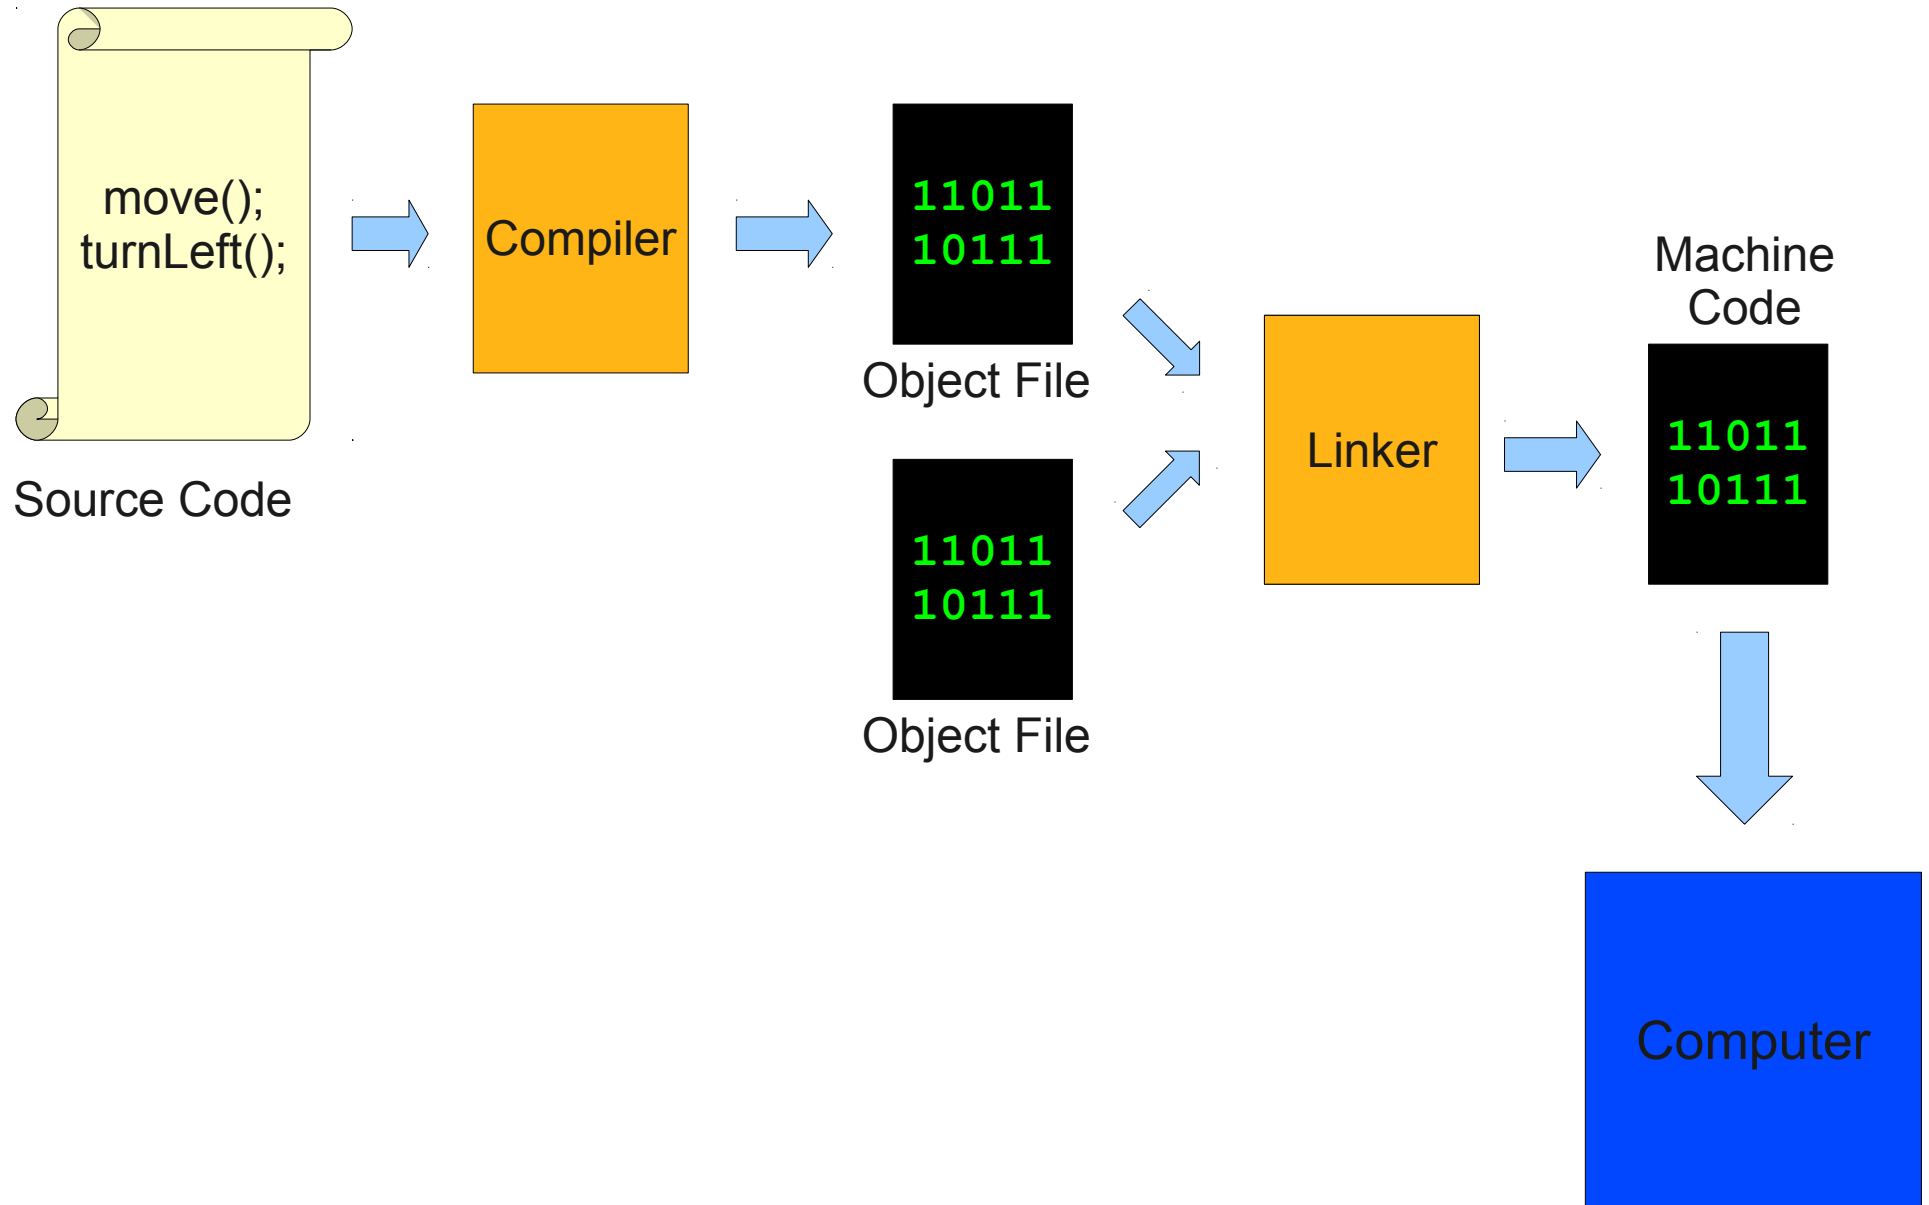 move();
turnLeft();
Source Code
Compiler
11011
10111
Object File
11011
10111
Object File
Linker
Machine
Code
11011
10111
Computer